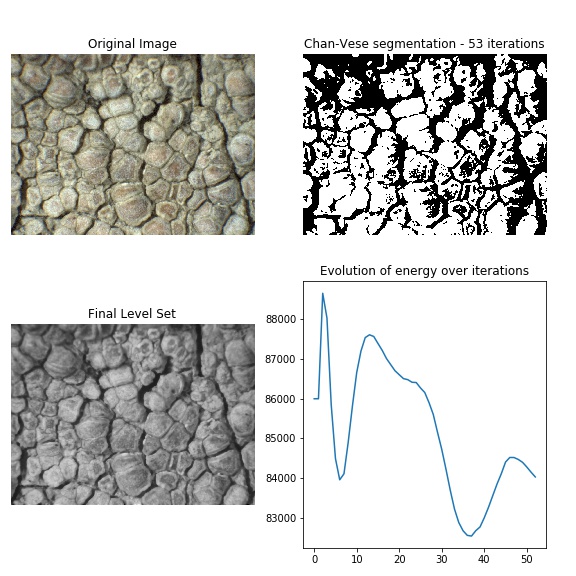 Original Image
Chan-Vese segmentation - 53 iterations
Final Level Set
Evolution of energy over iterations
88000
87000
86000
85000
84000
83000
0 10 20 30 40 50